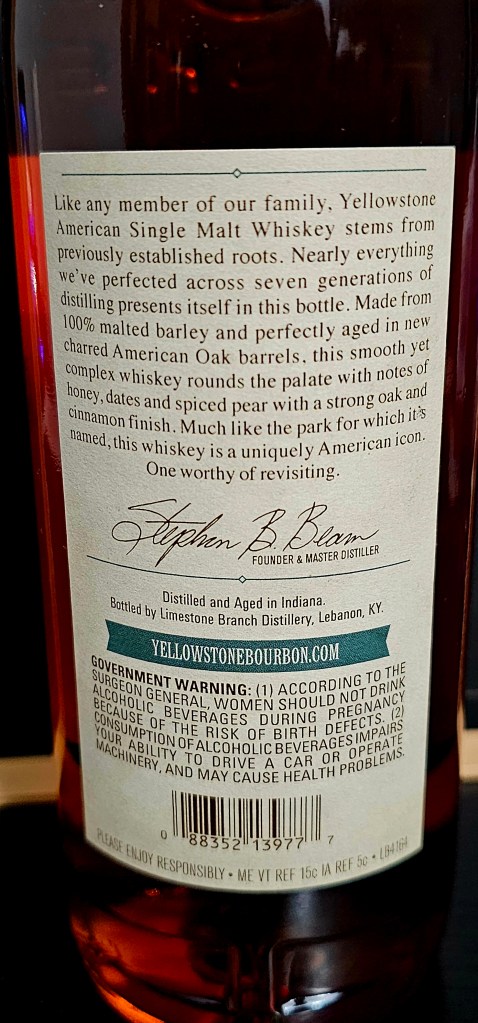 Like any member of our family, Yellowstone
American Single Malt Whiskey stems from
previously established roots. Nearly everything
we've perfected across seven generations of
distilling presents itself in this bottle. Made from
100% malted barley and perfectly aged in new
charred American Oak barrels, this smooth yet
complex whiskey rounds the palate with notes of
honey, dates and spiced pear with a strong oak and
cinnamon finish. Much like the park for which it's
named, this whiskey is a uniquely American icon.
One worthy of revisiting.
Stephen B. Beam
FOUNDER & MASTER DISTILLER
Distilled and Aged in Indiana.
Bottled by Limestone Branch Distillery, Lebanon, KY.
YELLOWSTONEBOURBON.COM
GOVERNMENT WARNING: (1) ACCORDING TO THE
SURGEON GENERAL, WOMEN SHOULD NOT DRINK
ALCOHOLIC BEVERAGES DURING PREGNANCY
BECAUSE OF THE RISK OF BIRTH DEFECTS. (2)
CONSUMPTION OF ALCOHOLIC BEVERAGES IMPAIRS
YOUR ABILITY TO DRIVE A CAR OR OPERATE
MACHINERY, AND MAY CAUSE HEALTH PROBLEMS.
0 88352 13977 7
PLEASE ENJOY RESPONSIBLY • ME VT REF 15c IA REF 5c • LB4164